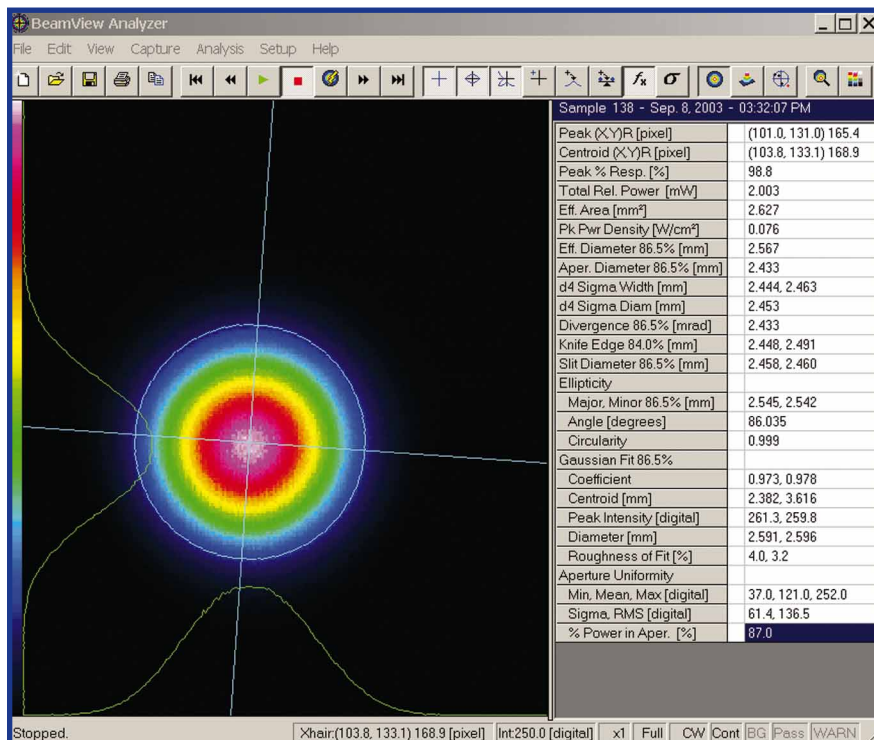 BeamView Analyzer
File Edit View Capture Analysis Setup Help
fx σ
Sample 138 - Sep. 8, 2003 - 03:32:07 PM
Peak (X,Y)R [pixel] (101.0, 131.0) 165.4
Centroid (X,Y)R [pixel] (103.8, 133.1) 168.9
Peak % Resp. [%] 98.8
Total Rel. Power [mW] 2.003
Eff. Area [mm²] 2.627
Pk Pwr Density [W/cm²] 0.076
Eff. Diameter 86.5% [mm] 2.567
Aper. Diameter 86.5% [mm] 2.433
d4 Sigma Width [mm] 2.444, 2.463
d4 Sigma Diam [mm] 2.453
Divergence 86.5% [mrad] 2.433
Knife Edge 84.0% [mm] 2.448, 2.491
Slit Diameter 86.5% [mm] 2.458, 2.460
Ellipticity
Major, Minor 86.5% [mm] 2.545, 2.542
Angle [degrees] 86.035
Circularity 0.999
Gaussian Fit 86.5%
Coefficient 0.973, 0.978
Centroid [mm] 2.382, 3.616
Peak Intensity [digital] 261.3, 259.8
Diameter [mm] 2.591, 2.596
Roughness of Fit [%] 4.0, 3.2
Aperture Uniformity
Min, Mean, Max [digital] 37.0, 121.0, 252.0
Sigma, RMS [digital] 61.4, 136.5
% Power in Aper. [%] 87.0
Stopped. Xhair:(103.8, 133.1) 168.9 [pixel] Int:250.0 [digital] x1 Full CW Cont BG Pass WARN